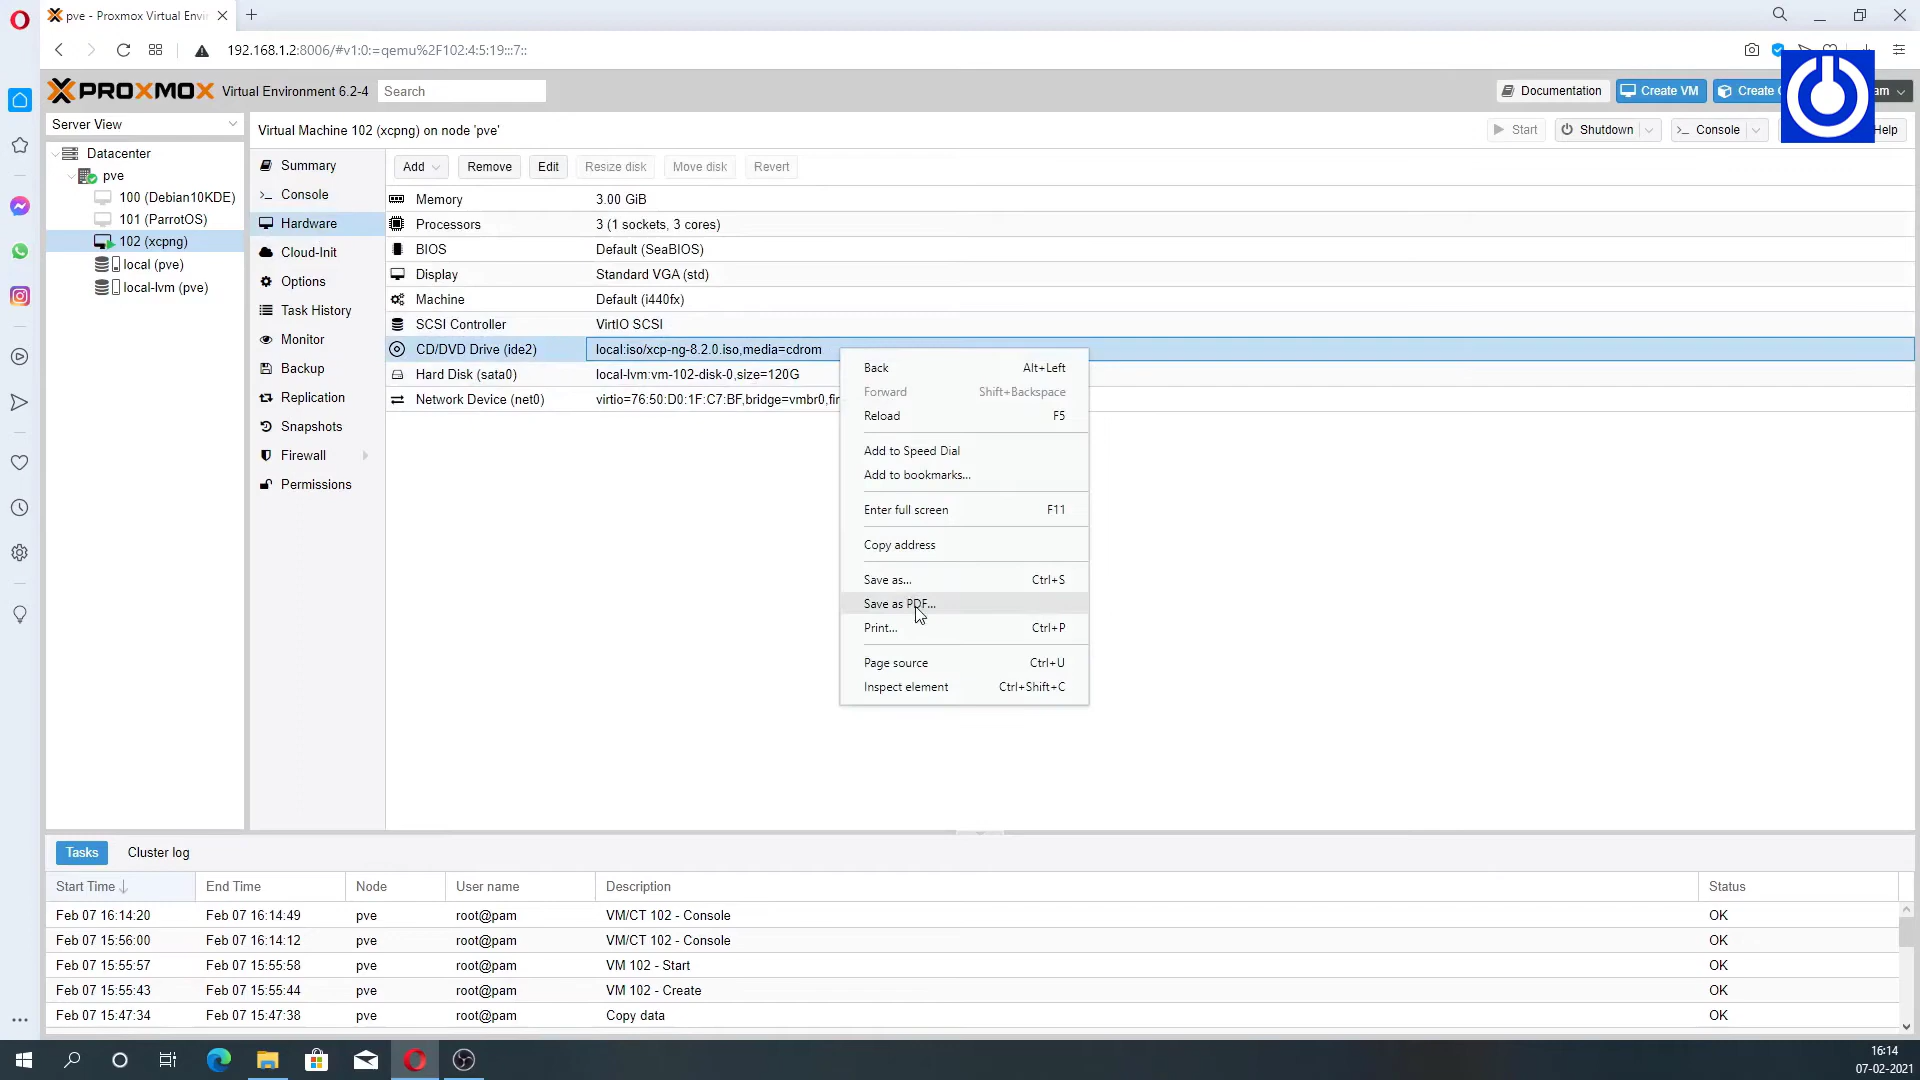 pve - Proxmox Virtual Envir
192.168.1.2:8006/#v1:0:=qemu%2F102:4:5:19:::7::
PROXMOX Virtual Environment 6.2-4 Search Documentation Create VM Create am
Server View Virtual Machine 102 (xcpng) on node 'pve' Start Shutdown Console Help
Datacenter
pve
100 (Debian10KDE)
101 (ParrotOS)
102 (xcpng)
local (pve)
local-lvm (pve)
Summary
Console
Hardware
Cloud-Init
Options
Task History
Monitor
Backup
Replication
Snapshots
Firewall
Permissions
Add Remove Edit Resize disk Move disk Revert
Memory 3.00 GiB
Processors 3 (1 sockets, 3 cores)
BIOS Default (SeaBIOS)
Display Standard VGA (std)
Machine Default (i440fx)
SCSI Controller VirtIO SCSI
CD/DVD Drive (ide2) local:iso/xcp-ng-8.2.0.iso,media=cdrom
Hard Disk (sata0) local-lvm:vm-102-disk-0,size=120G
Network Device (net0) virtio=76:50:D0:1F:C7:BF,bridge=vmbr0,fir
Back Alt+Left
Forward Shift+Backspace
Reload F5
Add to Speed Dial
Add to bookmarks...
Enter full screen F11
Copy address
Save as... Ctrl+S
Save as PDF...
Print... Ctrl+P
Page source Ctrl+U
Inspect element Ctrl+Shift+C
Tasks Cluster log
Start Time End Time Node User name Description Status
Feb 07 16:14:20 Feb 07 16:14:49 pve root@pam VM/CT 102 - Console OK
Feb 07 15:56:00 Feb 07 16:14:12 pve root@pam VM/CT 102 - Console OK
Feb 07 15:55:57 Feb 07 15:55:58 pve root@pam VM 102 - Start OK
Feb 07 15:55:43 Feb 07 15:55:44 pve root@pam VM 102 - Create OK
Feb 07 15:47:34 Feb 07 15:47:38 pve root@pam Copy data OK
16:14
07-02-2021